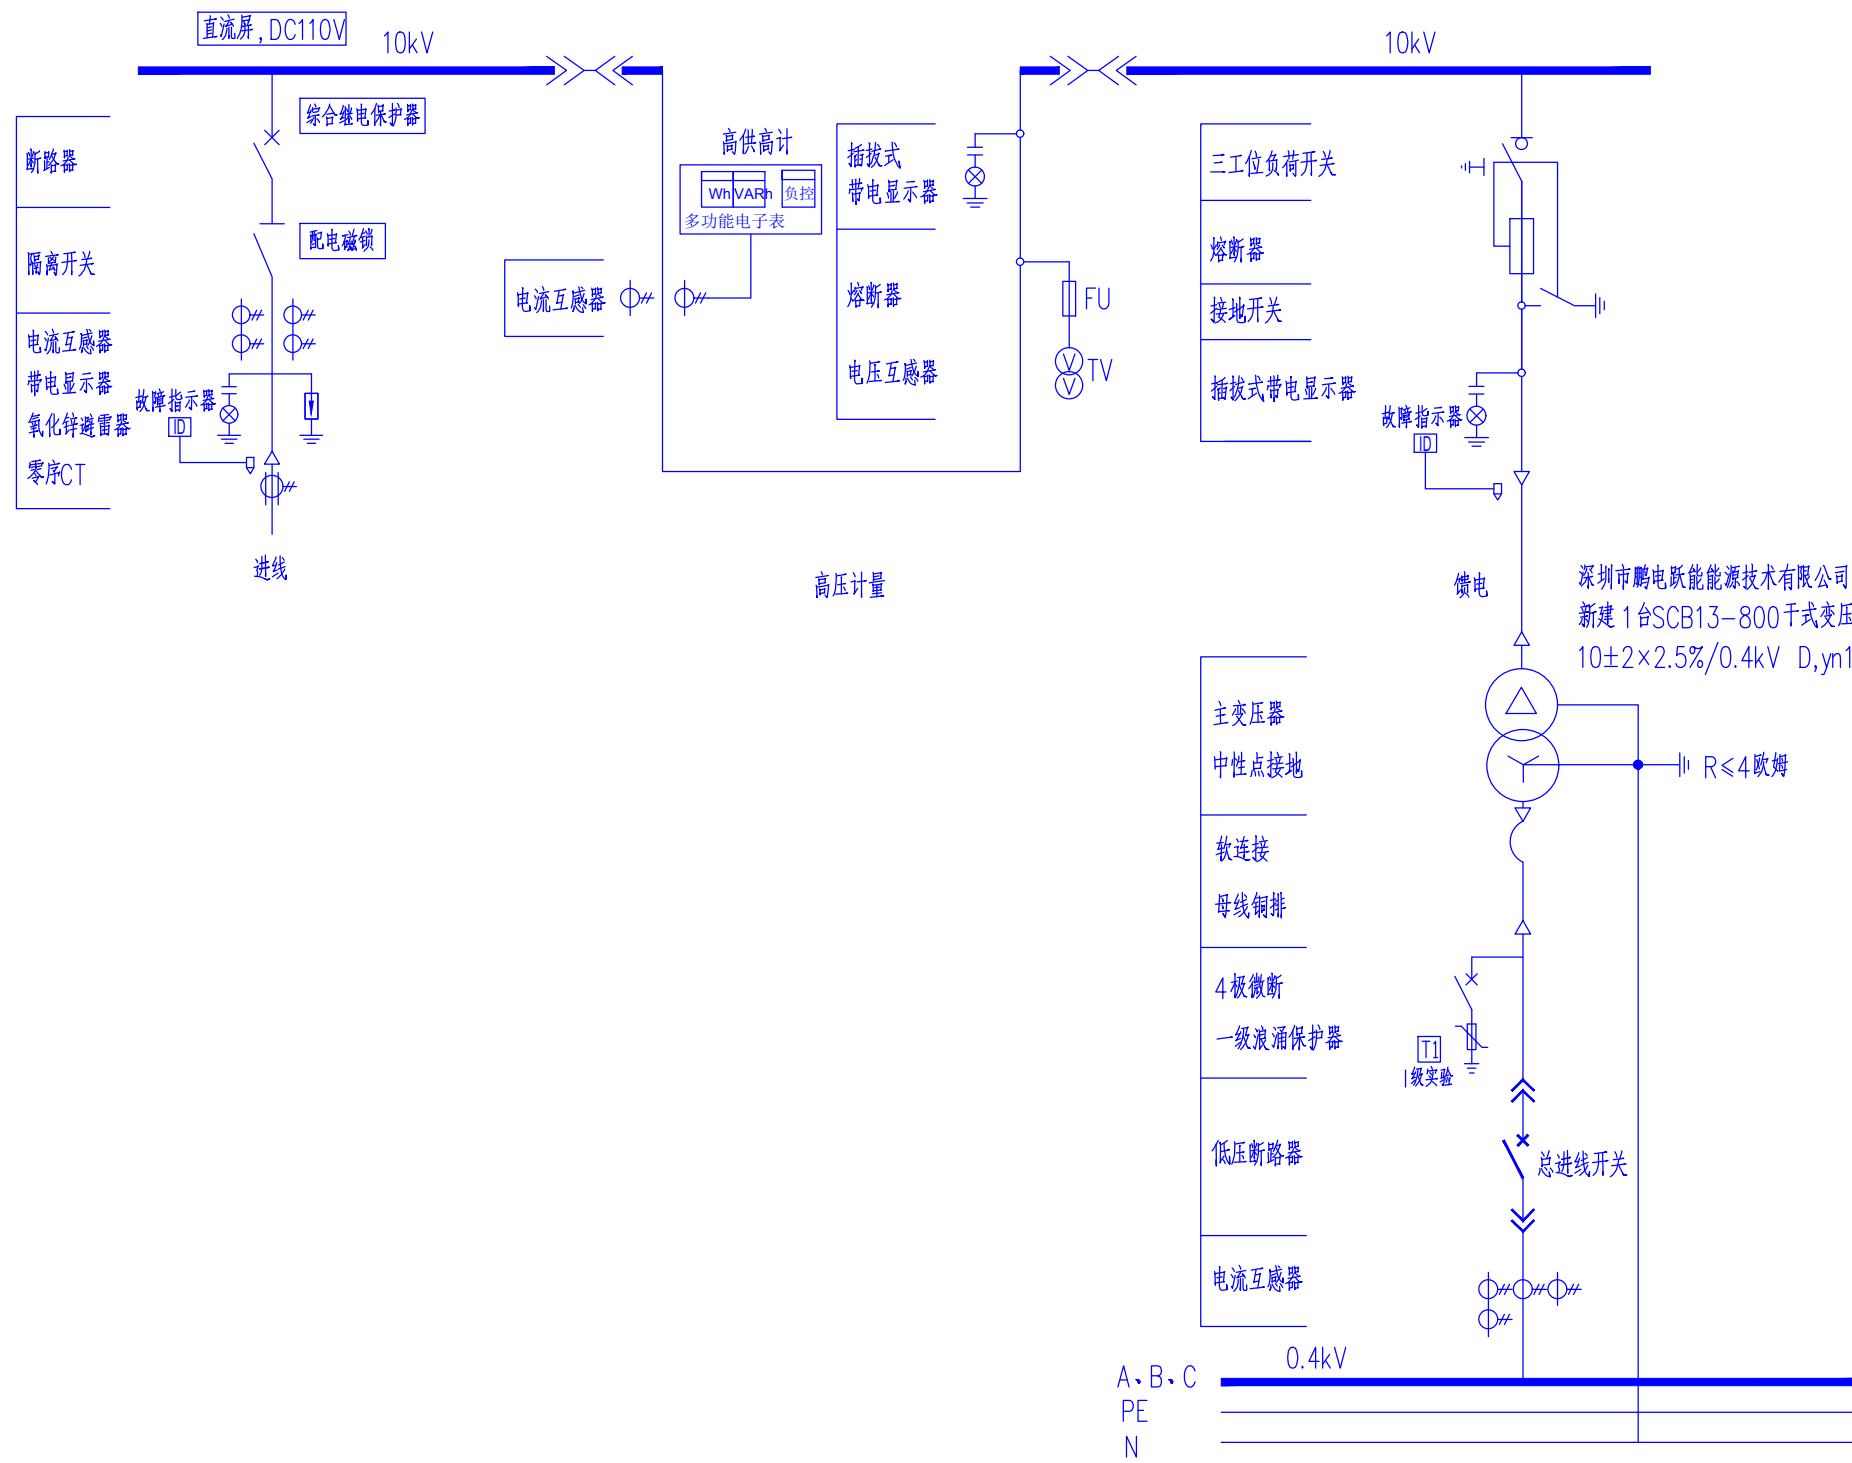 直流屏,DC110V
10kV
10kV
综合继电保护器
断路器
配电磁锁
隔离开关
电流互感器
带电显示器
氧化锌避雷器
零序CT
故障指示器
ID
进线
高供高计
Wh
VARh
负控
多功能电子表
电流互感器
插拔式
带电显示器
熔断器
电压互感器
FU
V
V
TV
高压计量
三工位负荷开关
熔断器
接地开关
插拔式带电显示器
故障指示器
ID
馈电
深圳市鹏电跃能能源技术有限公司
新建1台SCB13-800干式变压
10±2×2.5%/0.4kV D,yn1
主变压器
中性点接地
R≤4欧姆
软连接
母线铜排
4极微断
一级浪涌保护器
T1
I级实验
低压断路器
总进线开关
电流互感器
0.4kV
A、B、C
PE
N